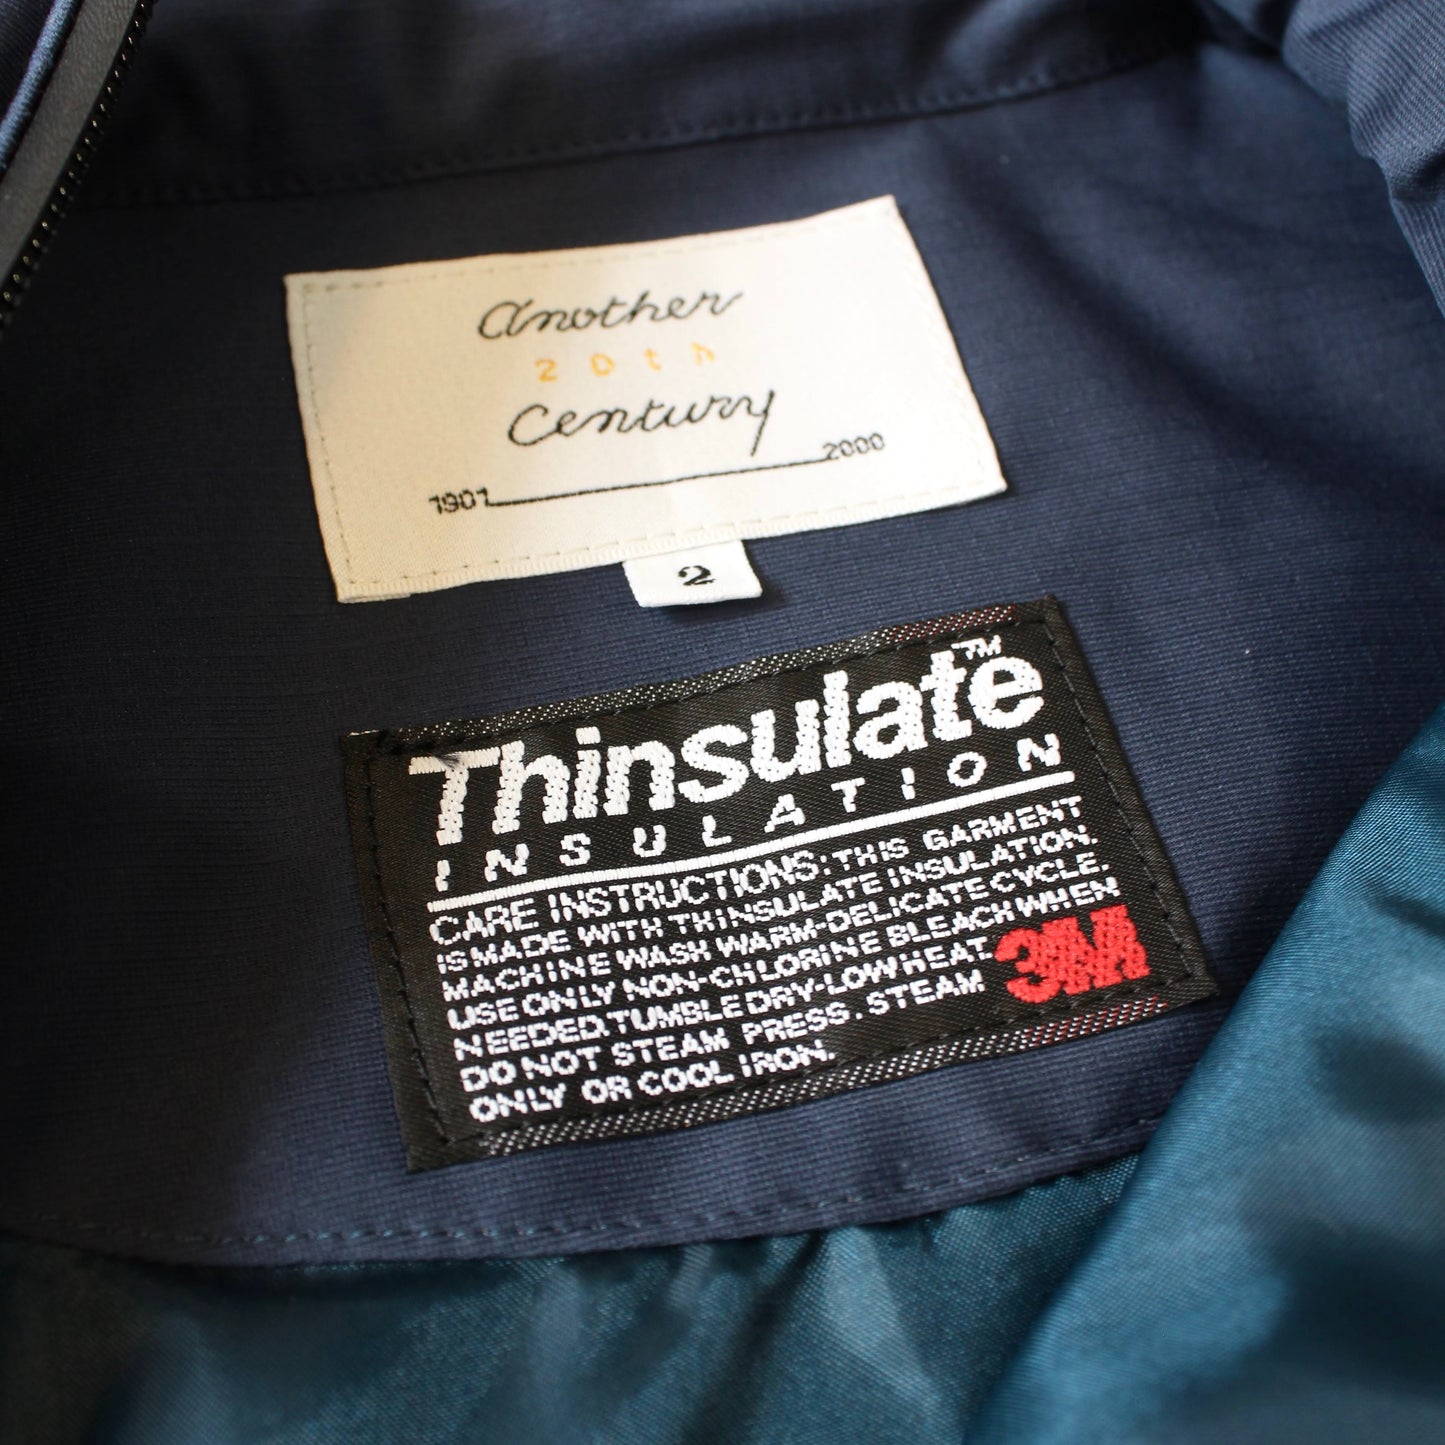 Another
20th
Century
1901 2000
2
Thinsulate™
INSULATION
CARE INSTRUCTIONS: THIS GARMENT
IS MADE WITH THINSULATE INSULATION.
MACHINE WASH WARM-DELICATE CYCLE.
USE ONLY NON-CHLORINE BLEACH WHEN
NEEDED. TUMBLE DRY-LOW HEAT.
DO NOT STEAM PRESS. STEAM
ONLY OR COOL IRON.
3M